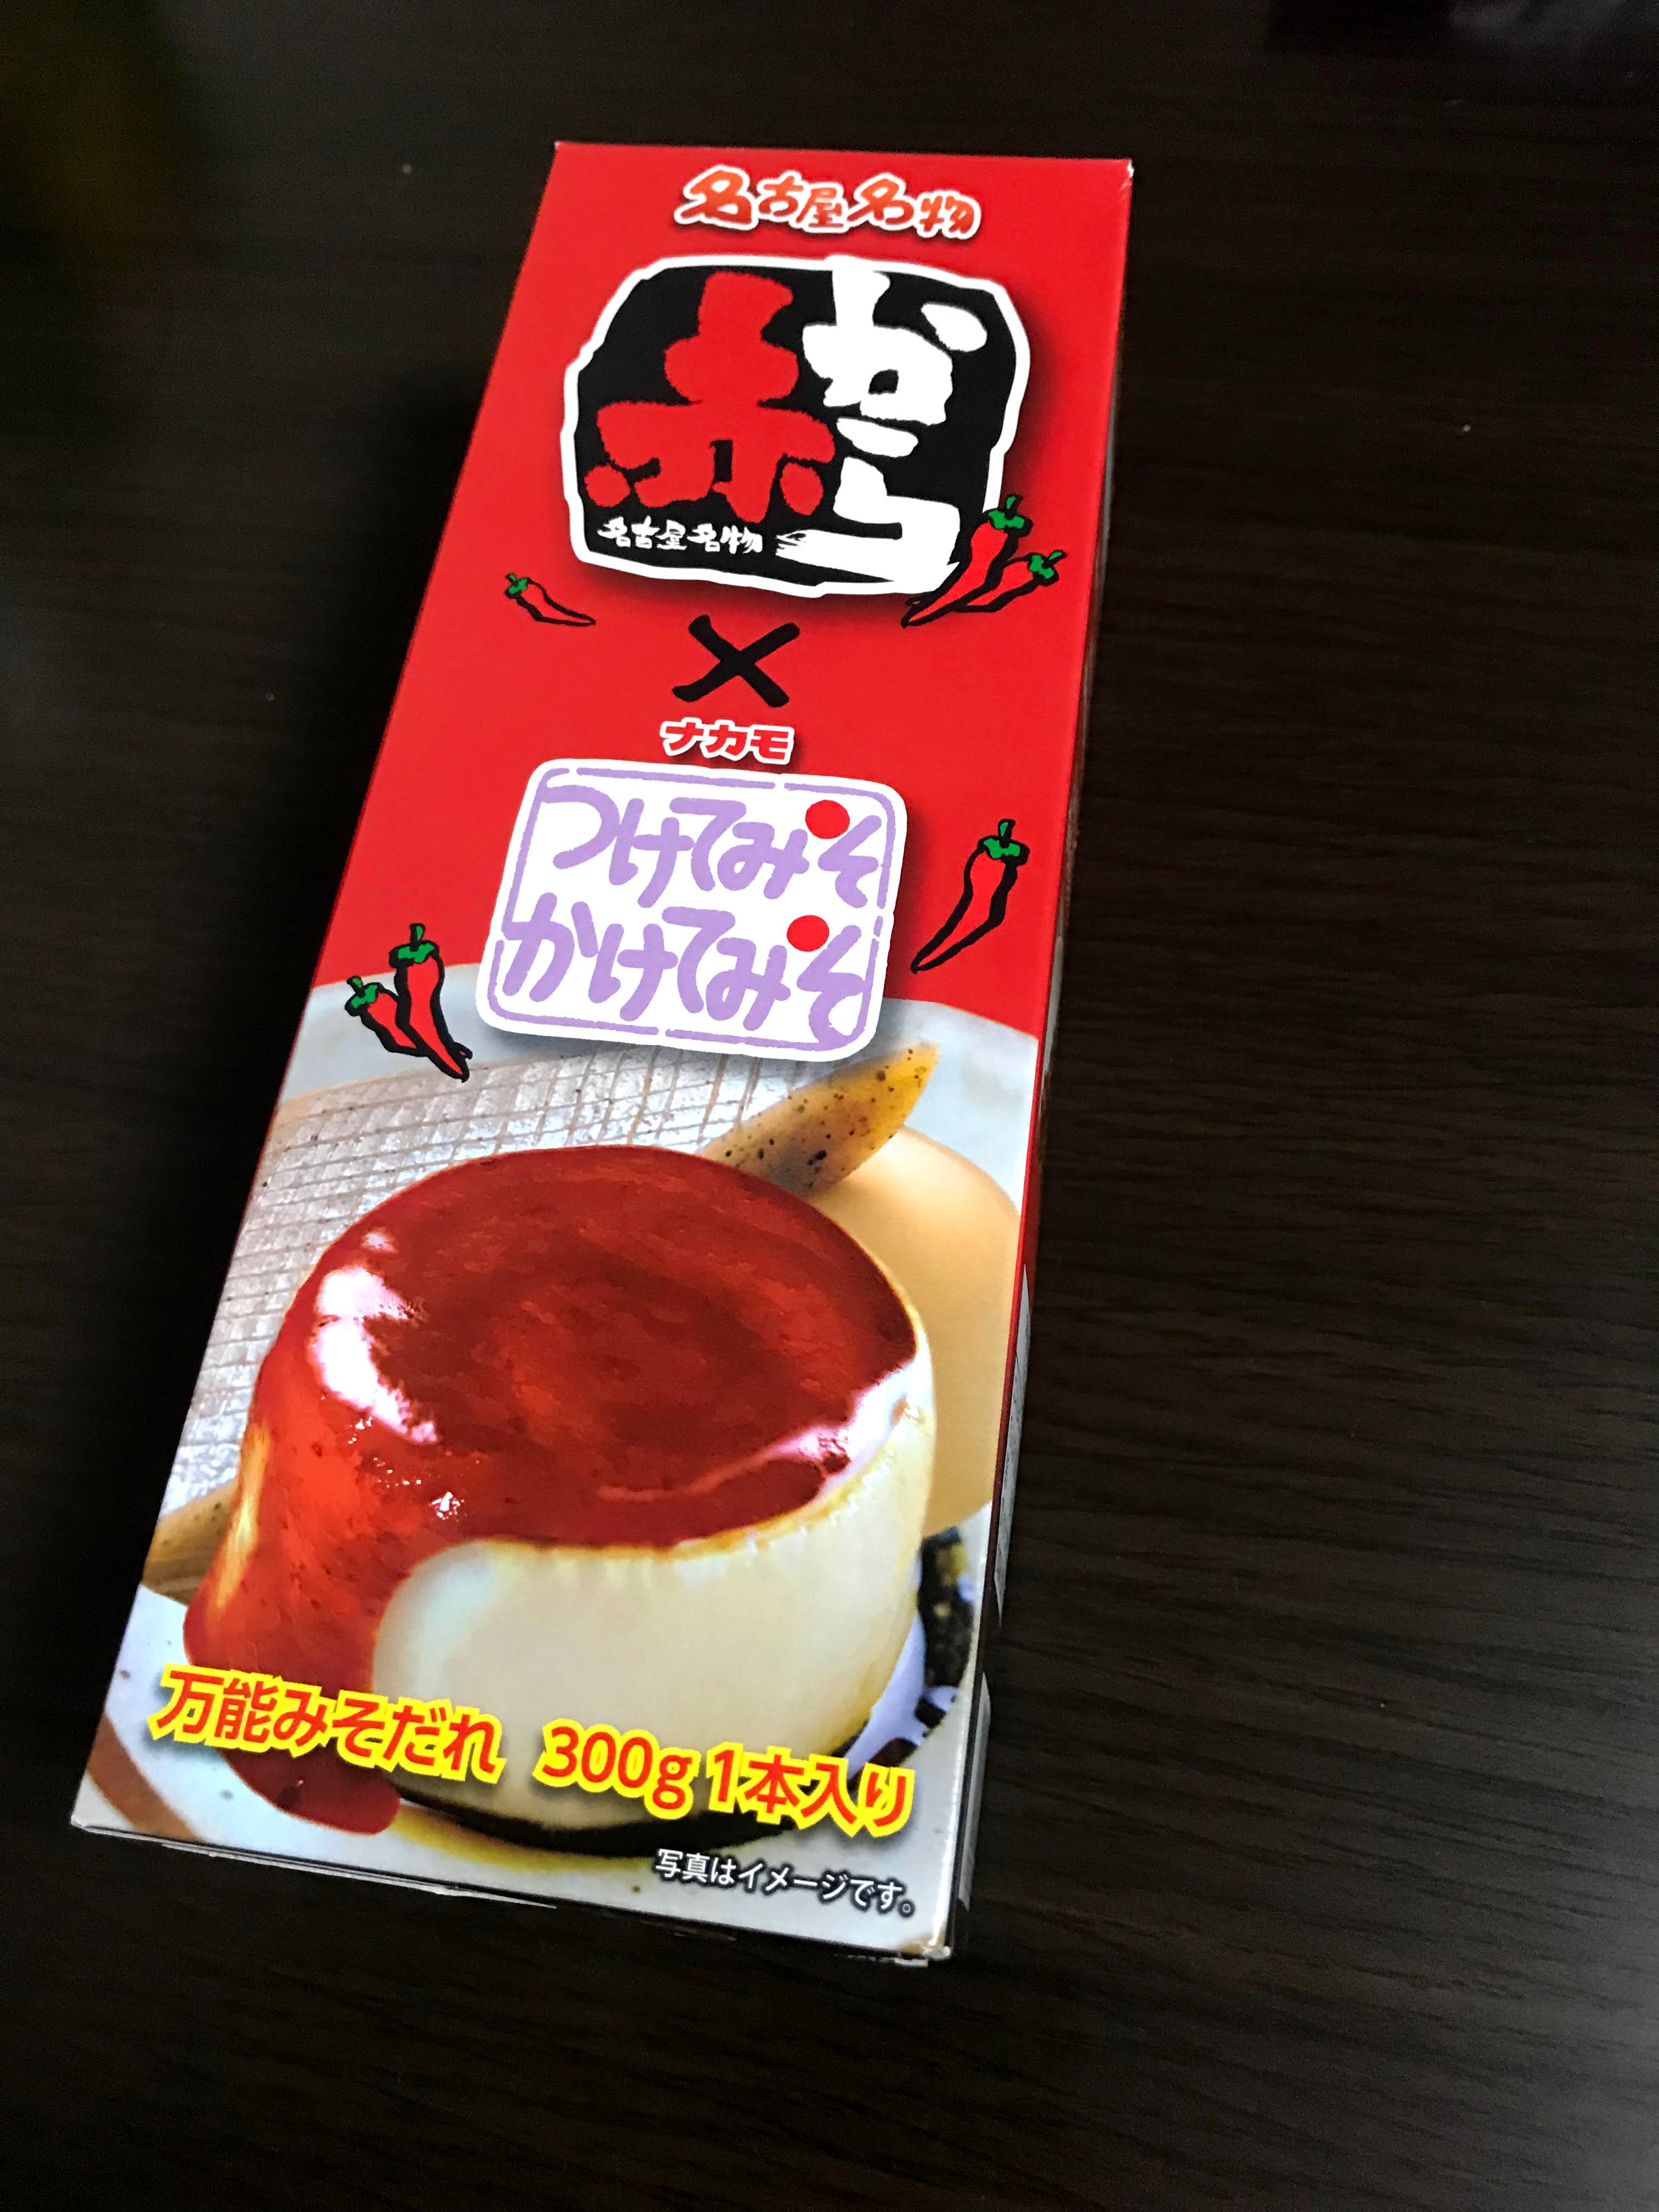 名古屋名物
赤から
名古屋名物
×
ナカモ
つけてみそ
かけてみそ
万能みそだれ 300g 1本入り
写真はイメージです。